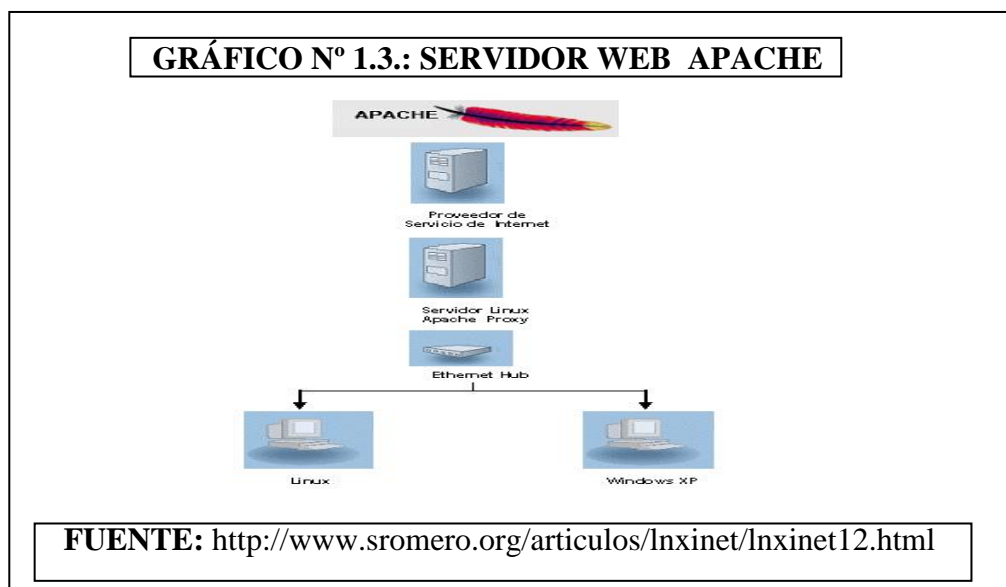 GRÁFICO Nº 1.3.: SERVIDOR WEB APACHE
APACHE
Proveedor de
Servicio de Internet
Servidor Linux
Apache Proxy
Ethernet Hub
Linux
Windows XP
FUENTE: http://www.sromero.org/articulos/lnxinet/lnxinet12.html